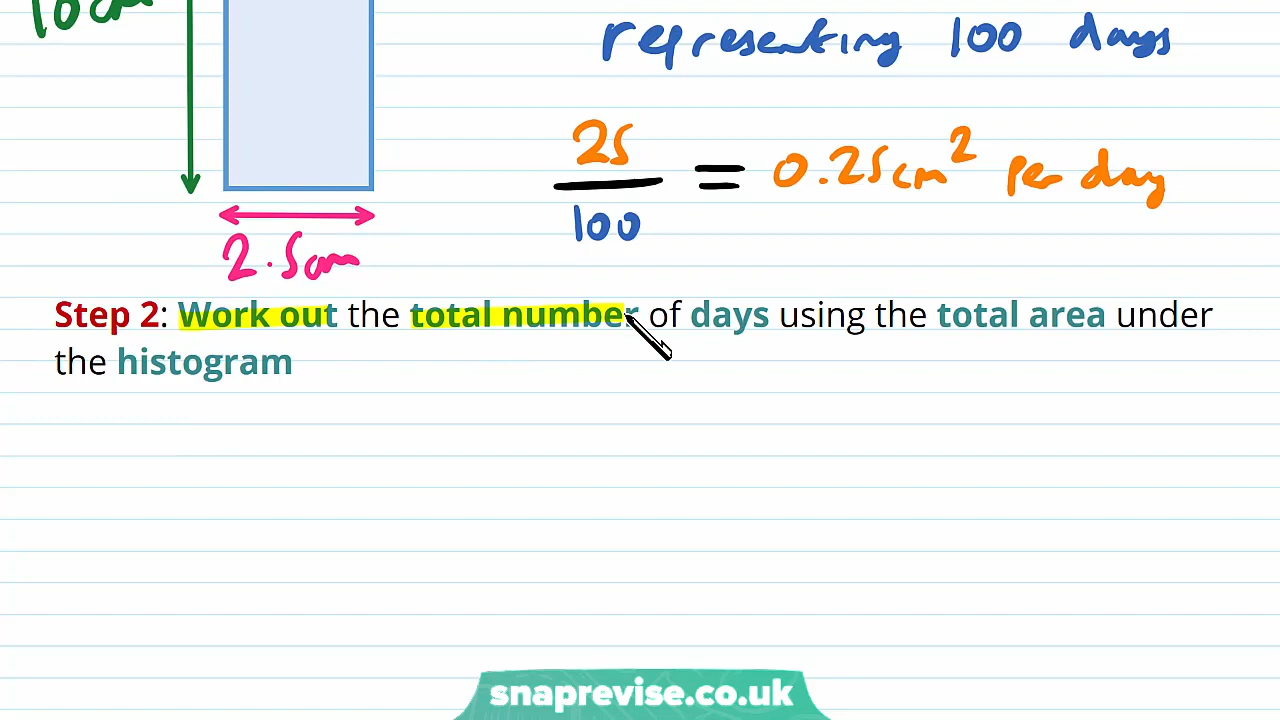 10cm
representing 100 days
25
100
= 0.25cm² per day
2.5cm
Step 2: Work out the total number of days using the total area under
the histogram
snaprevise.co.uk